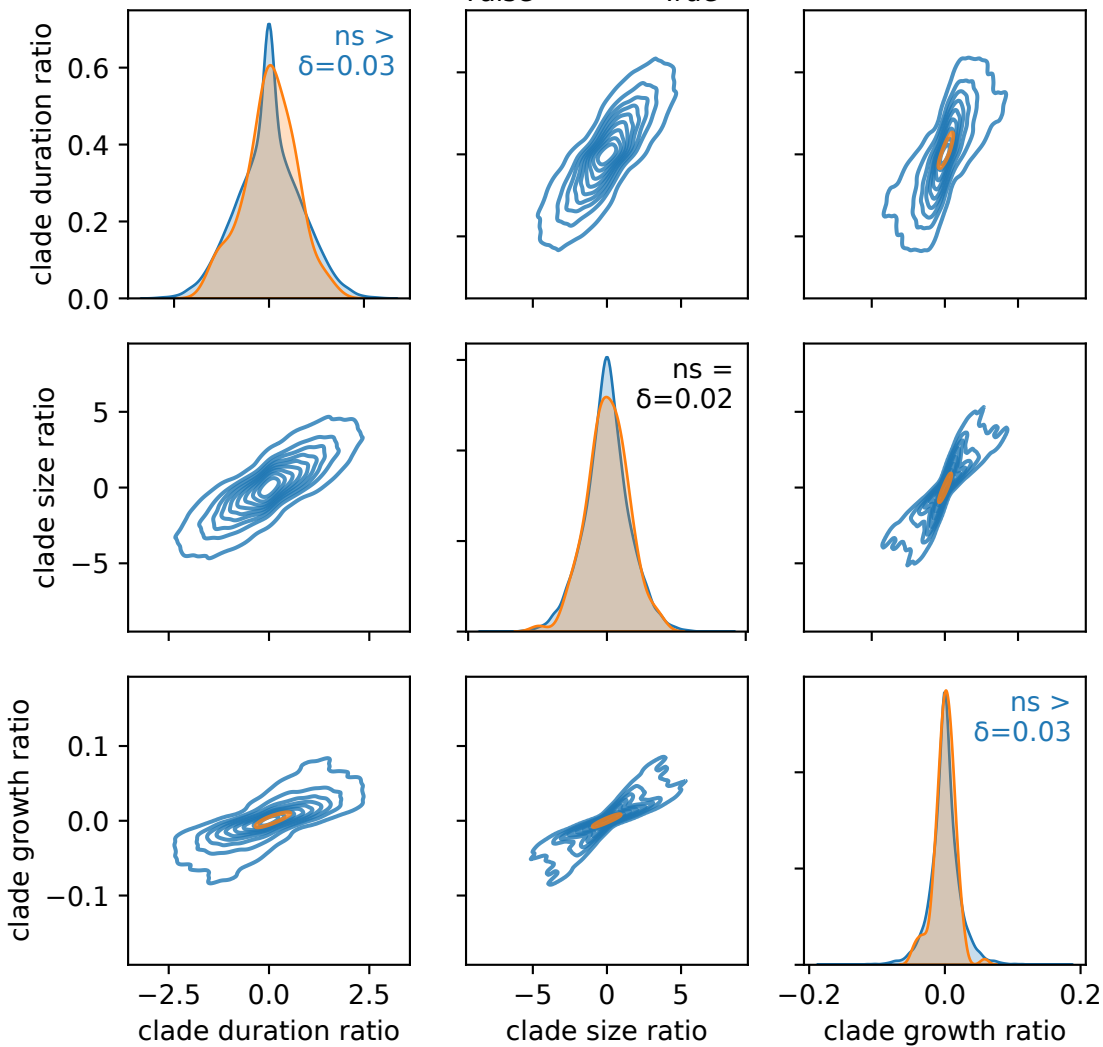 clade duration ratio
0.6
0.4
0.2
0.0
ns >
δ=0.03
clade size ratio
5
0
−5
ns =
δ=0.02
clade growth ratio
0.1
0.0
−0.1
ns >
δ=0.03
−2.5
0.0
2.5
−5
0
5
−0.2
0.0
0.2
clade duration ratio
clade size ratio
clade growth ratio